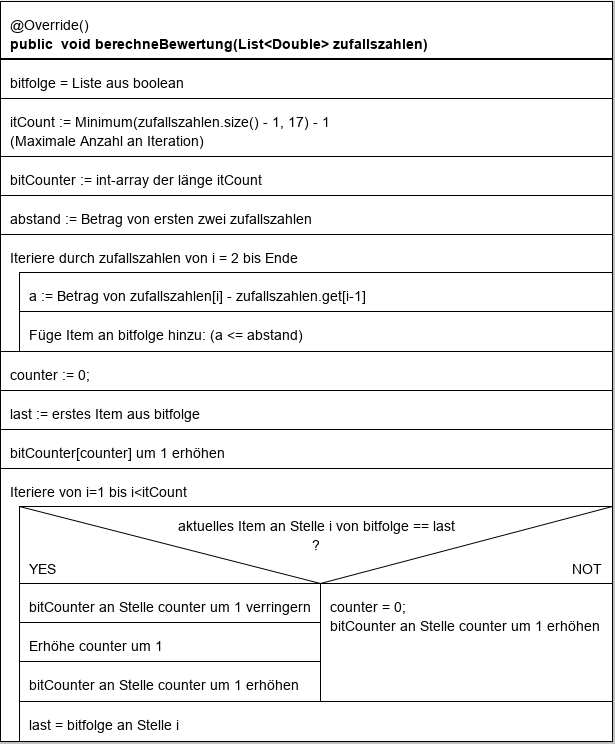 @Override()
public  void berechneBewertung(List<Double> zufallszahlen)
bitfolge = Liste aus boolean
itCount := Minimum(zufallszahlen.size() - 1, 17) - 1
(Maximale Anzahl an Iteration)
bitCounter := int-array der länge itCount
abstand := Betrag von ersten zwei zufallszahlen
Iteriere durch zufallszahlen von i = 2 bis Ende
a := Betrag von zufallszahlen[i] - zufallszahlen.get[i-1]
Füge Item an bitfolge hinzu: (a <= abstand)
counter := 0;
last := erstes Item aus bitfolge
bitCounter[counter] um 1 erhöhen
Iteriere von i=1 bis i<itCount
aktuelles Item an Stelle i von bitfolge == last
?
YES
NOT
bitCounter an Stelle counter um 1 verringern
Erhöhe counter um 1
bitCounter an Stelle counter um 1 erhöhen
counter = 0;
bitCounter an Stelle counter um 1 erhöhen
last = bitfolge an Stelle i